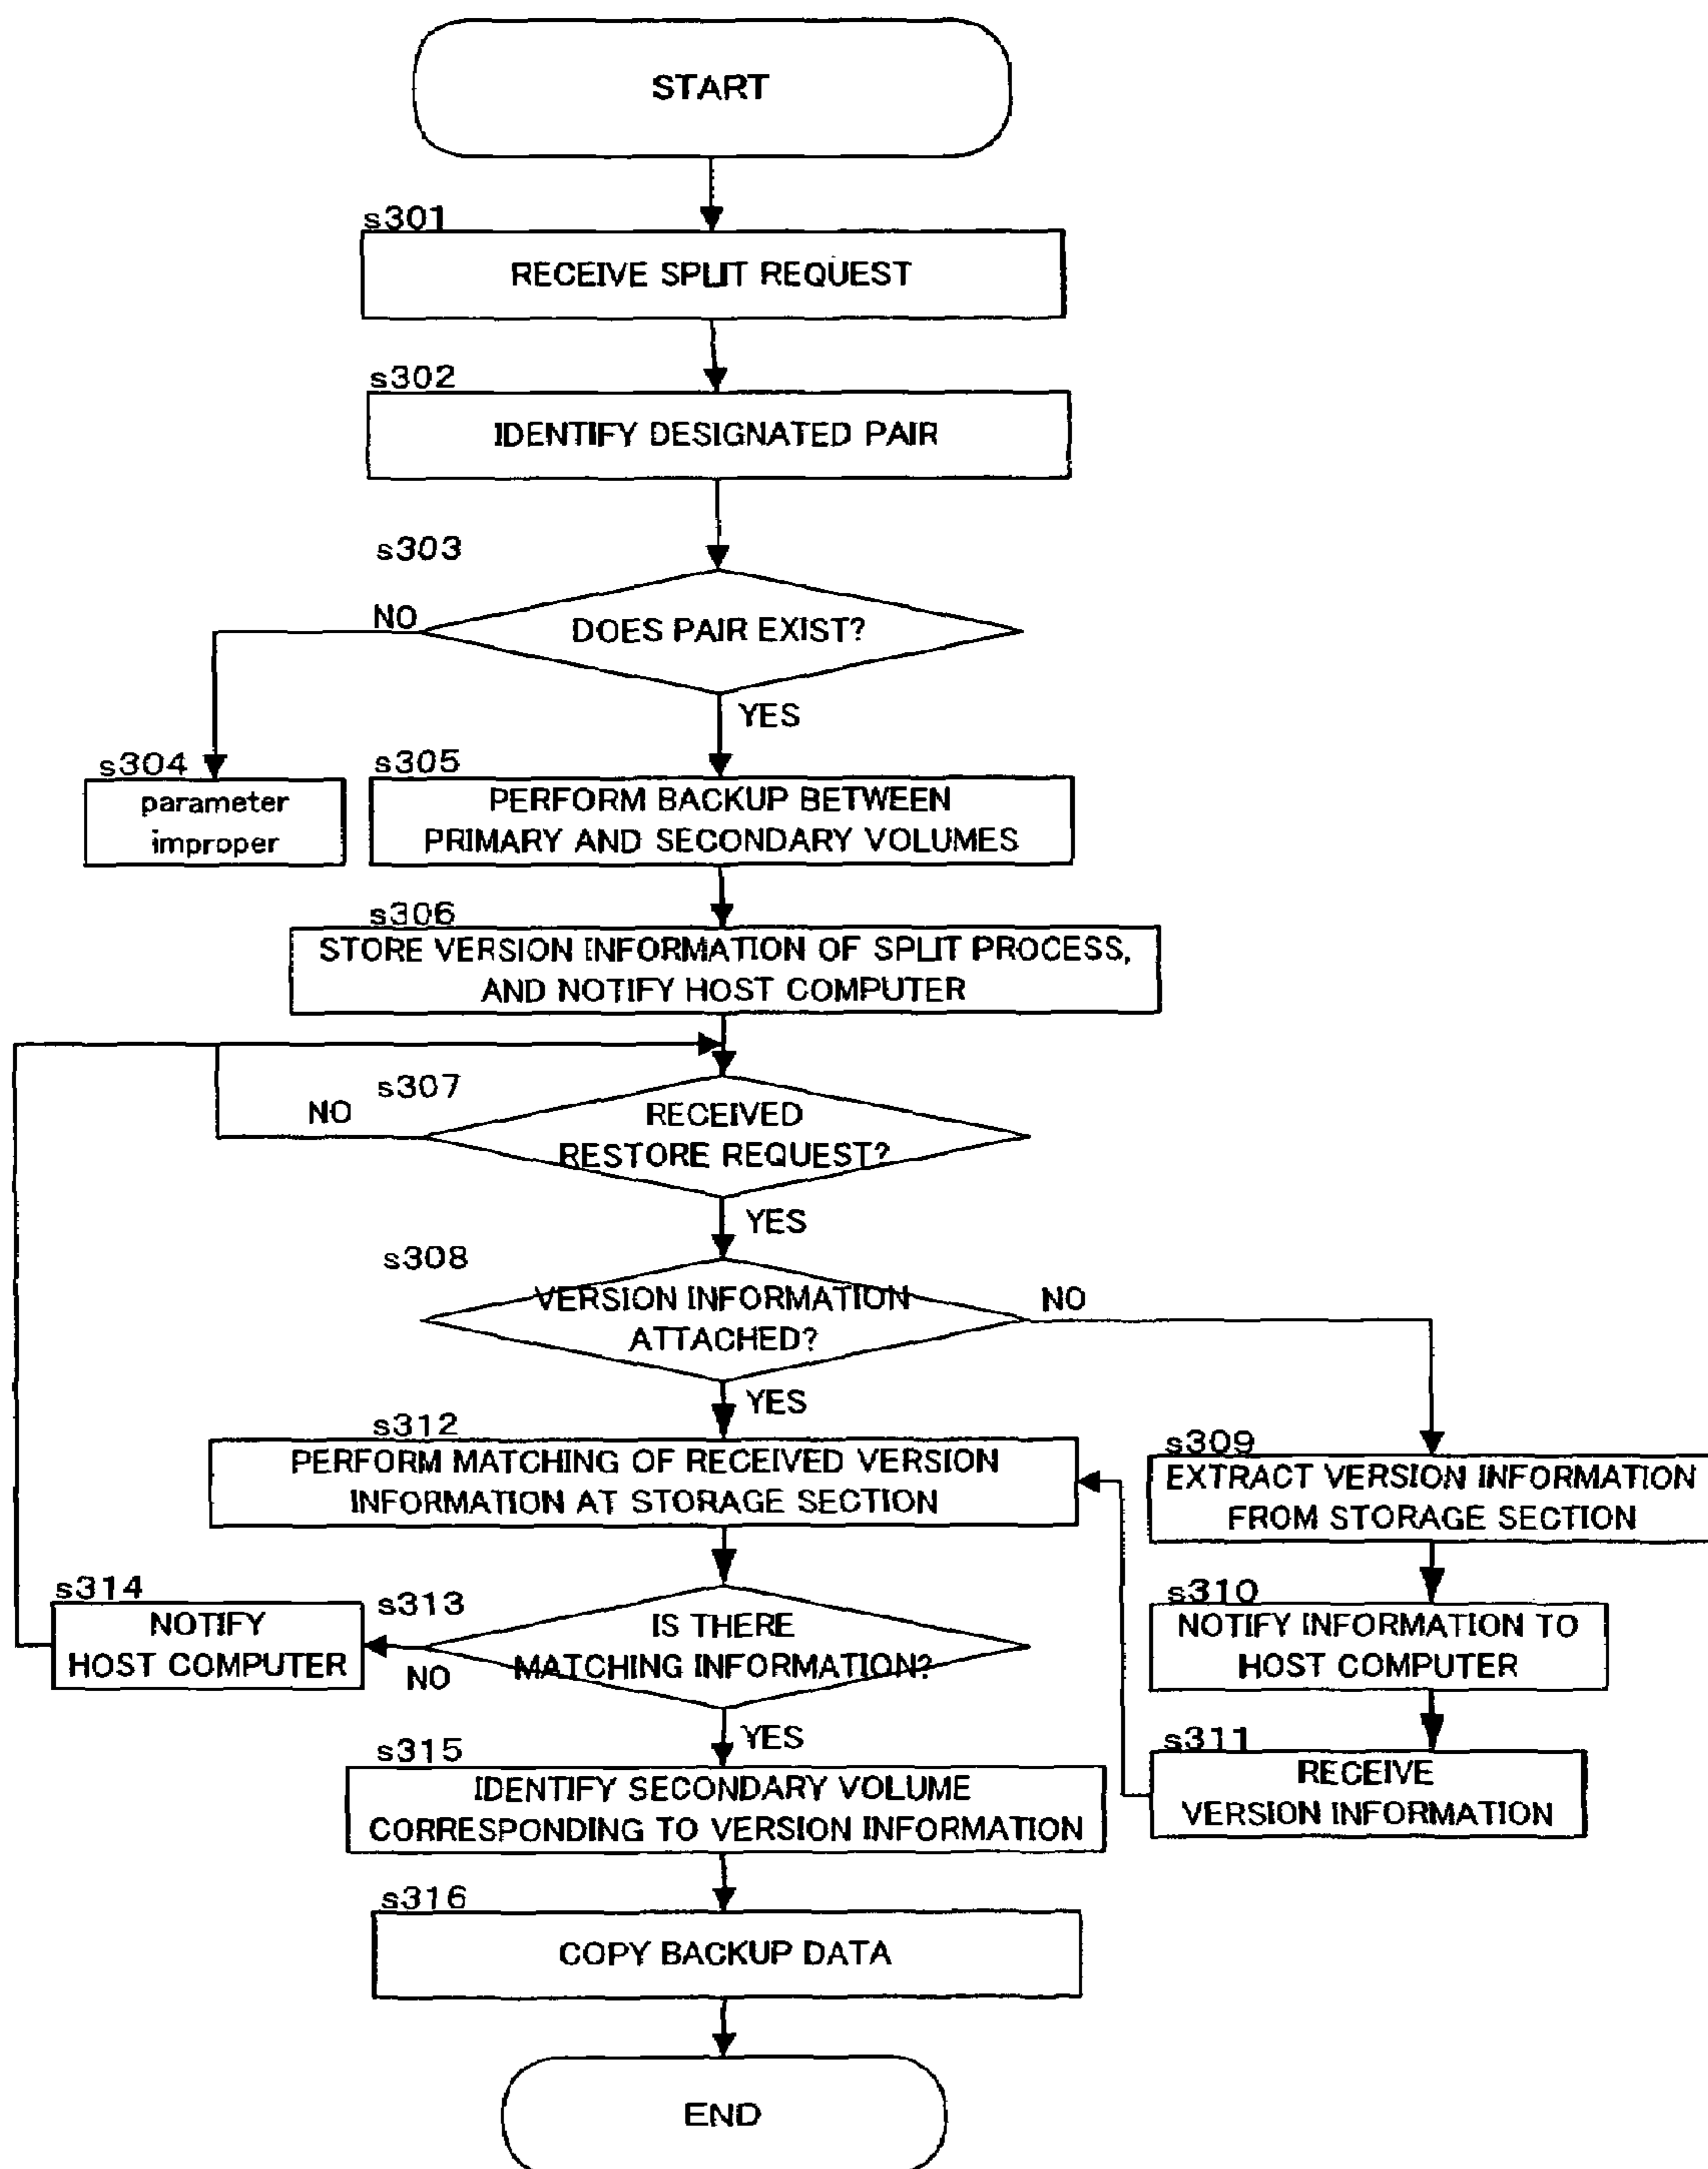 START
s301
RECEIVE SPLIT REQUEST
s302
IDENTIFY DESIGNATED PAIR
s303
NO
DOES PAIR EXIST?
YES
s304
parameter
improper
s305
PERFORM BACKUP BETWEEN
PRIMARY AND SECONDARY VOLUMES
s306
STORE VERSION INFORMATION OF SPLIT PROCESS,
AND NOTIFY HOST COMPUTER
s307
NO
RECEIVED
RESTORE REQUEST?
YES
s308
VERSION INFORMATION
ATTACHED?
NO
YES
s312
PERFORM MATCHING OF RECEIVED VERSION
INFORMATION AT STORAGE SECTION
s309
EXTRACT VERSION INFORMATION
FROM STORAGE SECTION
s310
NOTIFY INFORMATION TO
HOST COMPUTER
s311
RECEIVE
VERSION INFORMATION
s314
NOTIFY
HOST COMPUTER
s313
IS THERE
MATCHING INFORMATION?
NO
YES
s315
IDENTIFY SECONDARY VOLUME
CORRESPONDING TO VERSION INFORMATION
s316
COPY BACKUP DATA
END